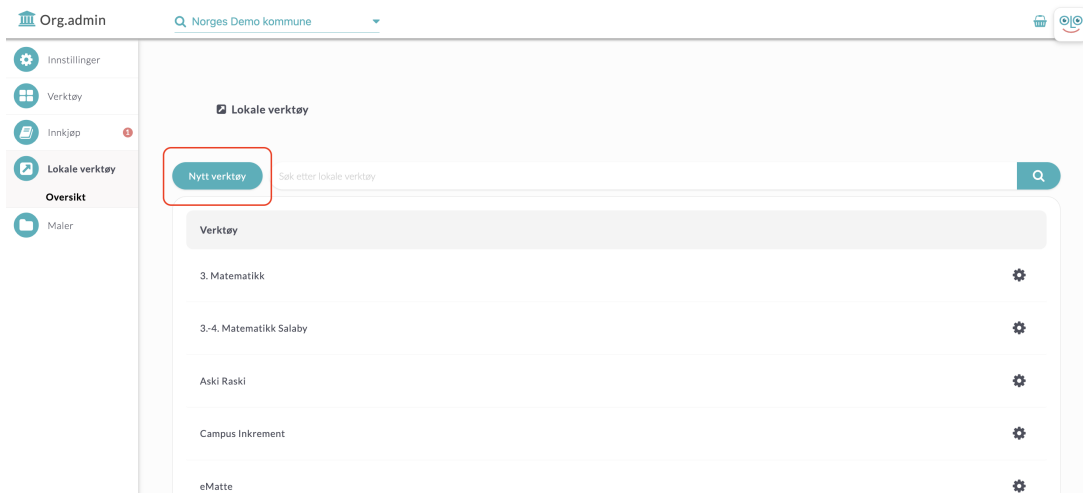 Org.admin
Norges Demo kommune
Innstillinger
Verktøy
Innkjøp 1
Lokale verktøy
Oversikt
Maler
Lokale verktøy
Nytt verktøy
Søk etter lokale verktøy
Verktøy
3. Matematikk
3.-4. Matematikk Salaby
Aski Raski
Campus Inkrement
eMatte